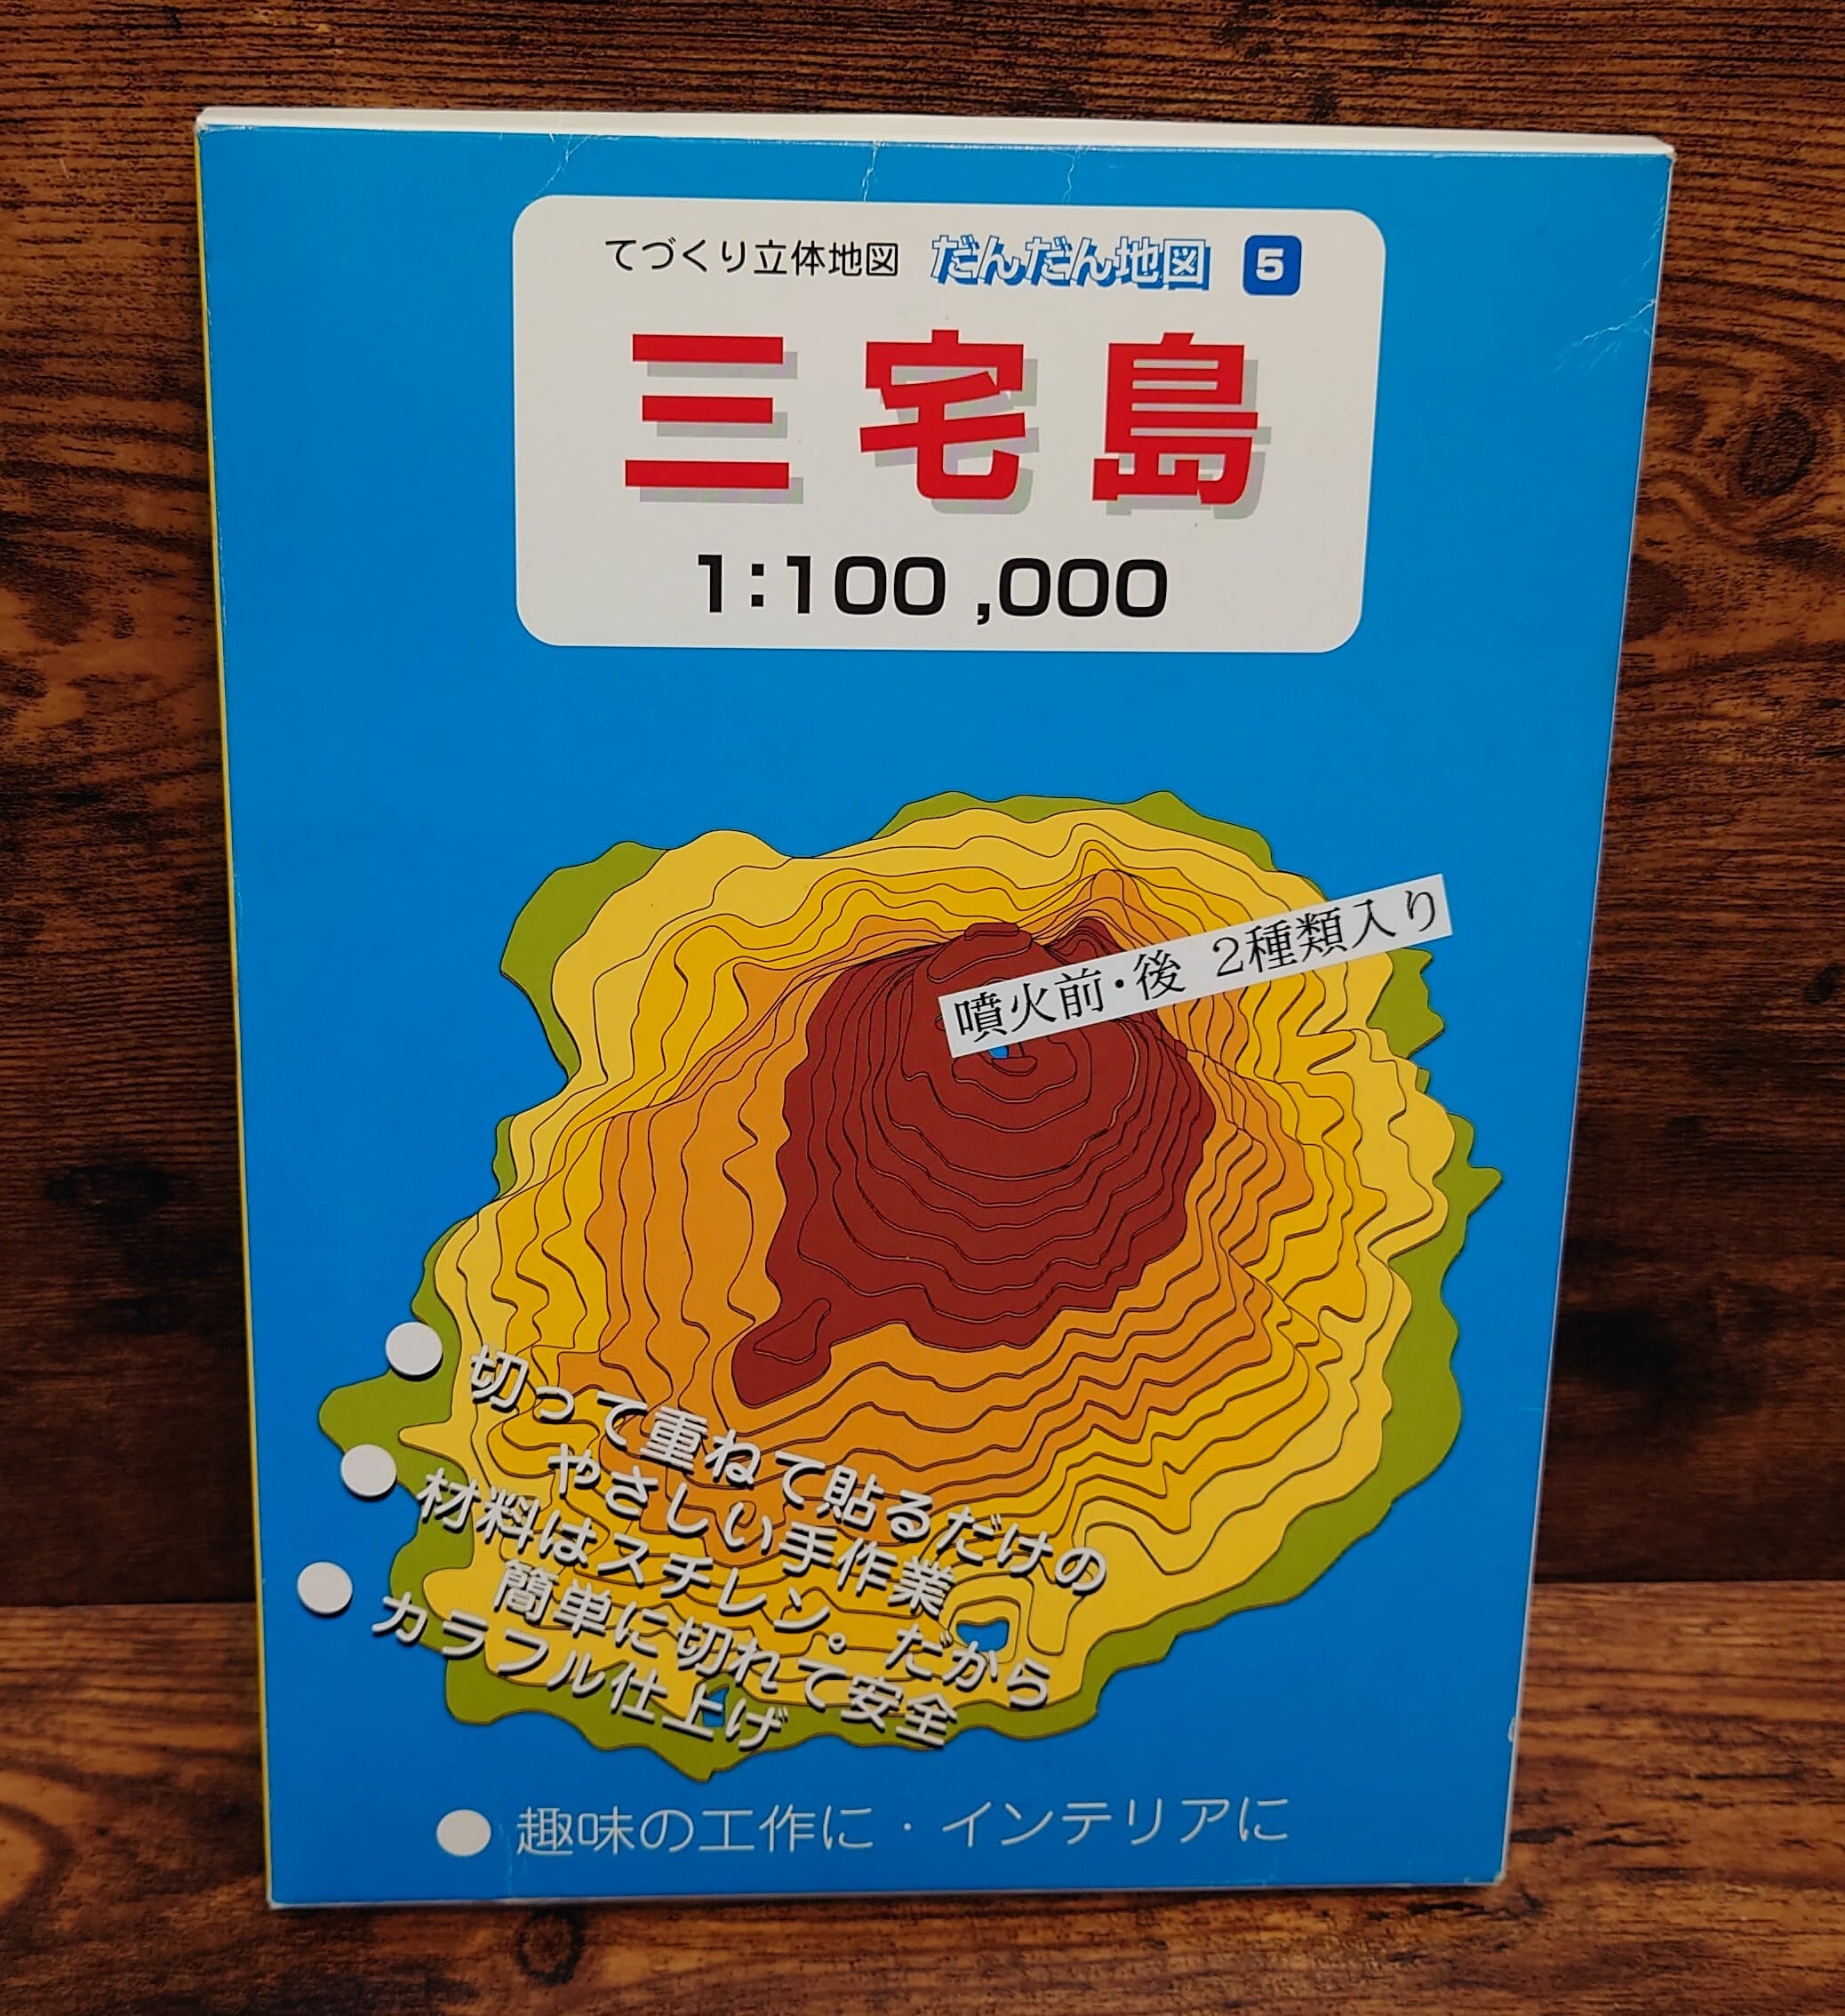 てづくり立体地図 だんだん地図 5
三宅島
1:100,000
噴火前・後 2種類入り
切って重ねて貼るだけの
やさしい手作業
材料はスチレン。だから
簡単に切れて安全
カラフル仕上げ
趣味の工作に・インテリアに